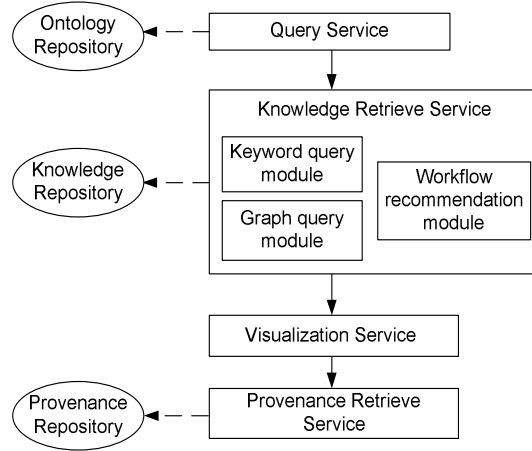 Ontology
Repository
Query Service
Knowledge Retrieve Service
Knowledge
Repository
Keyword query
module
Graph query
module
Workflow
recommendation
module
Visualization Service
Provenance
Repository
Provenance Retrieve
Service